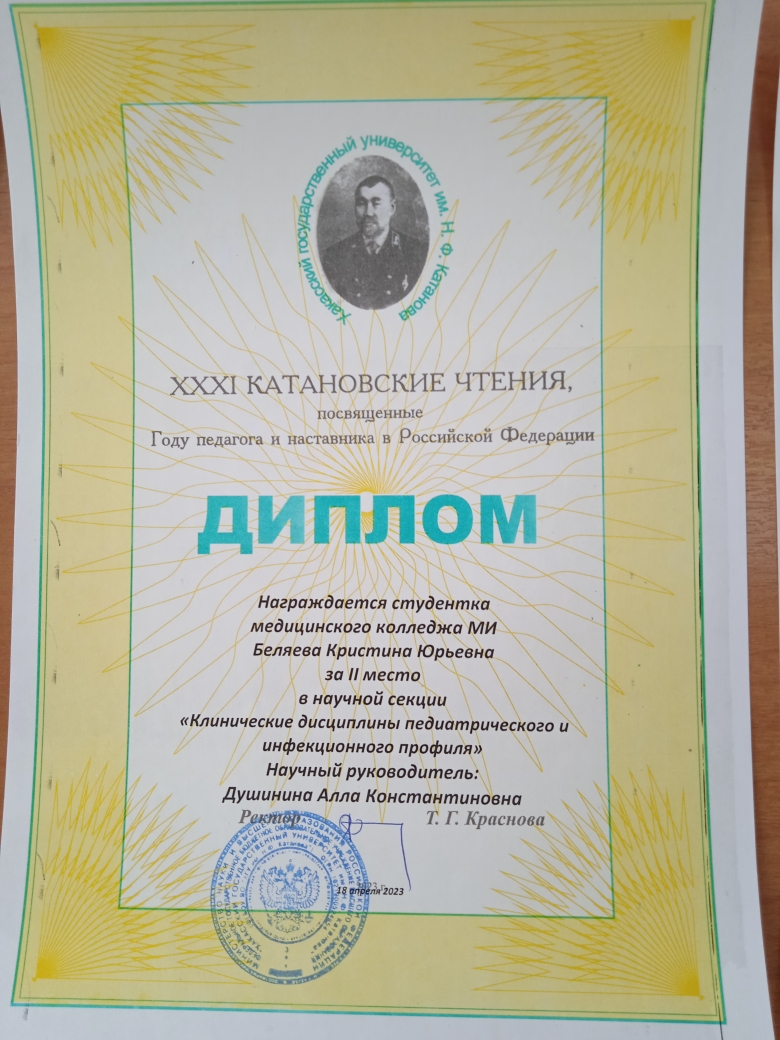 Хакасский государственный университет им. Н. Ф. Катанова
XXXI КАТАНОВСКИЕ ЧТЕНИЯ,
посвященные
Году педагога и наставника в Российской Федерации
ДИПЛОМ
Награждается студентка
медицинского колледжа МИ
Беляева Кристина Юрьевна
за II место
в научной секции
«Клинические дисциплины педиатрического и
инфекционного профиля»
Научный руководитель:
Душинина Алла Константиновна
Ректор Т. Г. Краснова
2023 г.
18 апреля 2023